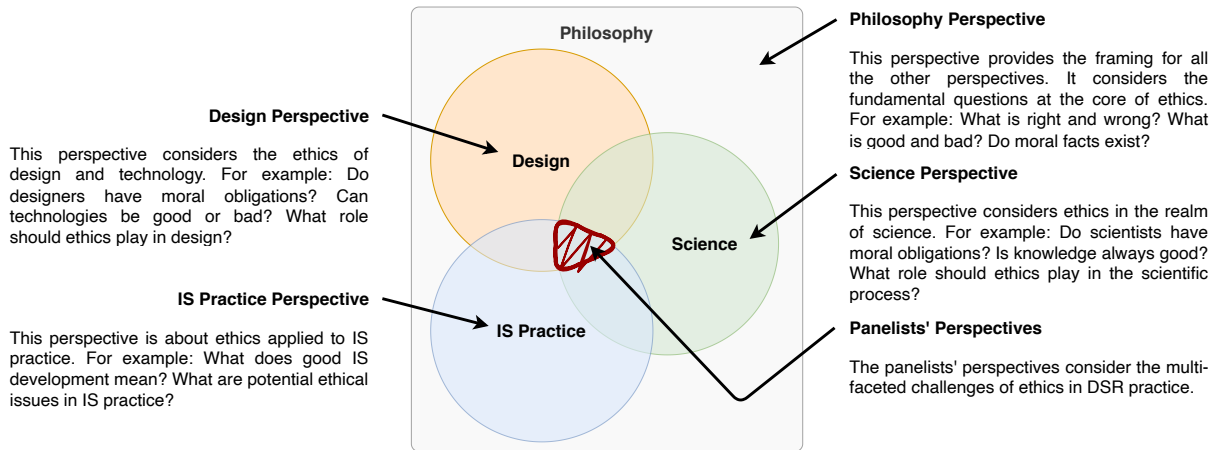 Philosophy
Design
Science
IS Practice
Design Perspective
This perspective considers the ethics of
design and technology. For example: Do
designers have moral obligations? Can
technologies be good or bad? What role
should ethics play in design?
IS Practice Perspective
This perspective is about ethics applied to IS
practice. For example: What does good IS
development mean? What are potential ethical
issues in IS practice?
Philosophy Perspective
This perspective provides the framing for all
the other perspectives. It considers the
fundamental questions at the core of ethics.
For example: What is right and wrong? What
is good and bad? Do moral facts exist?
Science Perspective
This perspective considers ethics in the realm
of science. For example: Do scientists have
moral obligations? Is knowledge always good?
What role should ethics play in the scientific
process?
Panelists' Perspectives
The panelists' perspectives consider the multi-
faceted challenges of ethics in DSR practice.